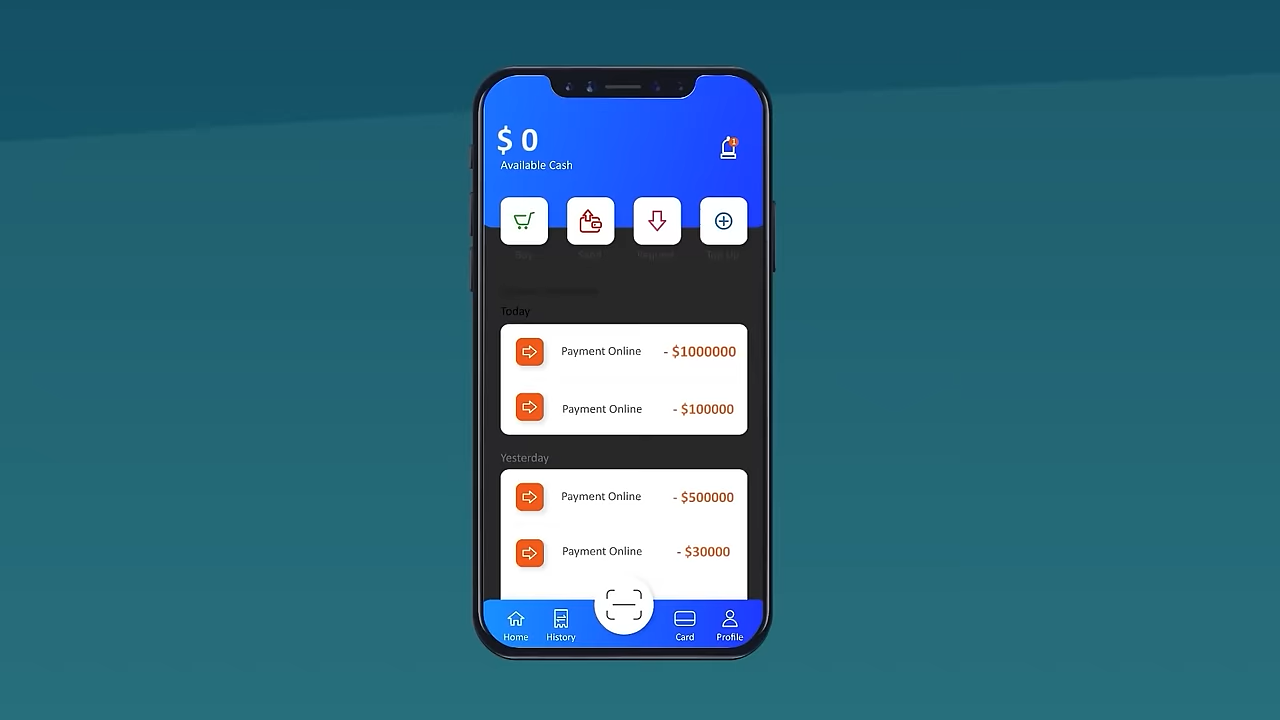 $ 0
1
Available Cash
Today
Payment Online - $1000000
Payment Online - $100000
Yesterday
Payment Online - $500000
Payment Online - $30000
Home History Card Profile